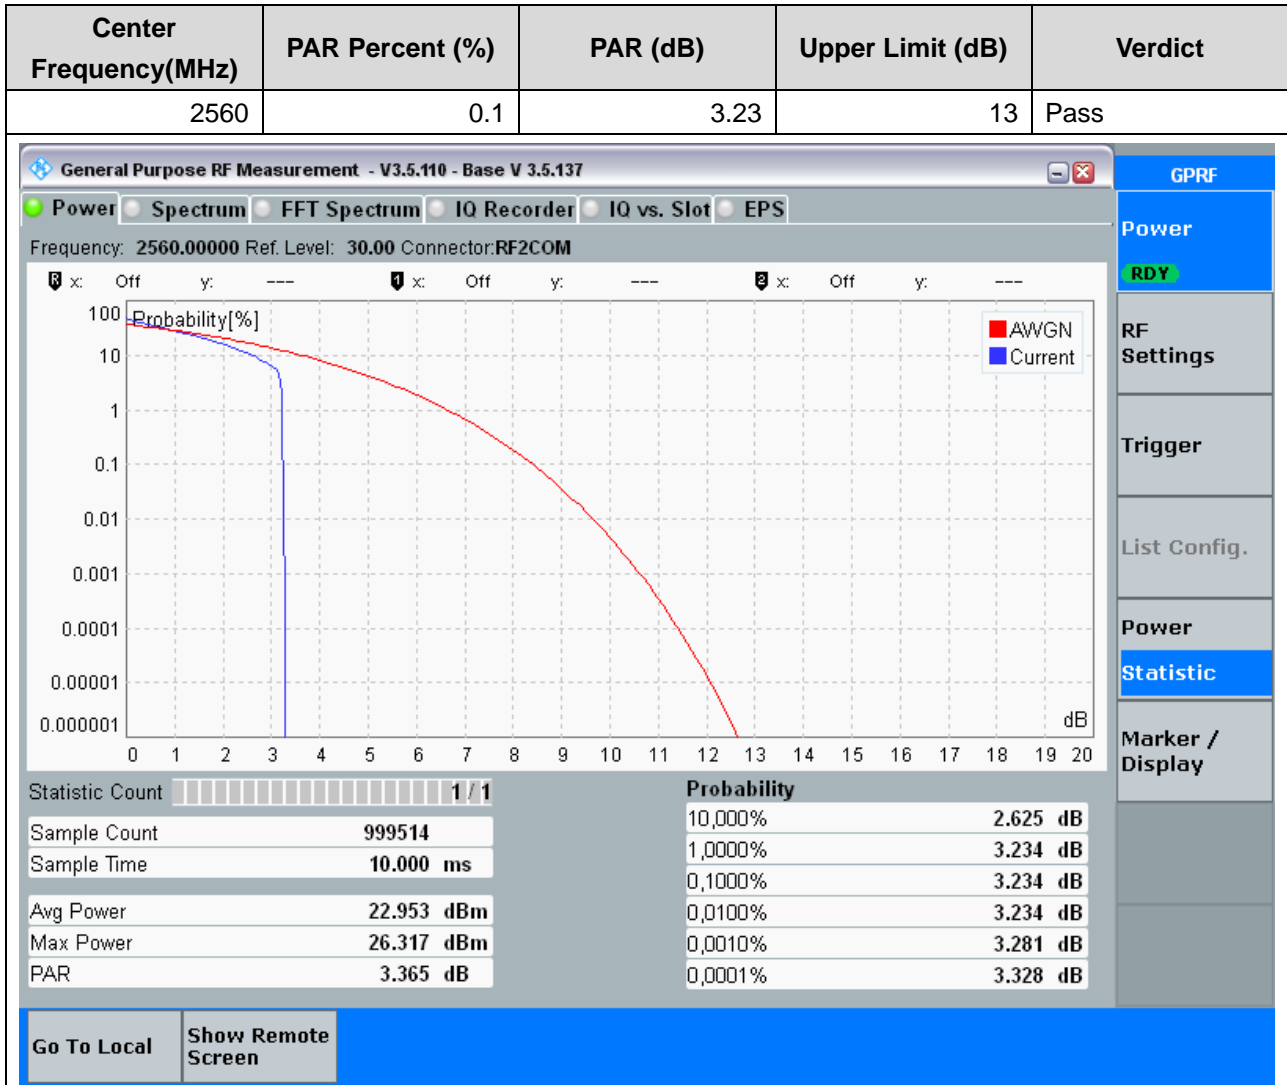 Center Frequency(MHz) PAR Percent (%) PAR (dB) Upper Limit (dB) Verdict
2560 0.1 3.23 13 Pass
General Purpose RF Measurement - V3.5.110 - Base V 3.5.137
GPRF
Power Spectrum FFT Spectrum IQ Recorder IQ vs. Slot EPS
Frequency: 2560.00000 Ref. Level: 30.00 Connector:RF2COM
R x: Off y: --- 1 x: Off y: --- 2 x: Off y: ---
Probability[%]
AWGN
Current
100
10
1
0.1
0.01
0.001
0.0001
0.00001
0.000001
dB
0 1 2 3 4 5 6 7 8 9 10 11 12 13 14 15 16 17 18 19 20
Statistic Count 1 / 1
Sample Count 999514
Sample Time 10.000 ms
Avg Power 22.953 dBm
Max Power 26.317 dBm
PAR 3.365 dB
Probability
10,000% 2.625 dB
1,0000% 3.234 dB
0,1000% 3.234 dB
0,0100% 3.234 dB
0,0010% 3.281 dB
0,0001% 3.328 dB
Power
RDY
RF
Settings
Trigger
List Config.
Power
Statistic
Marker /
Display
Go To Local
Show Remote
Screen